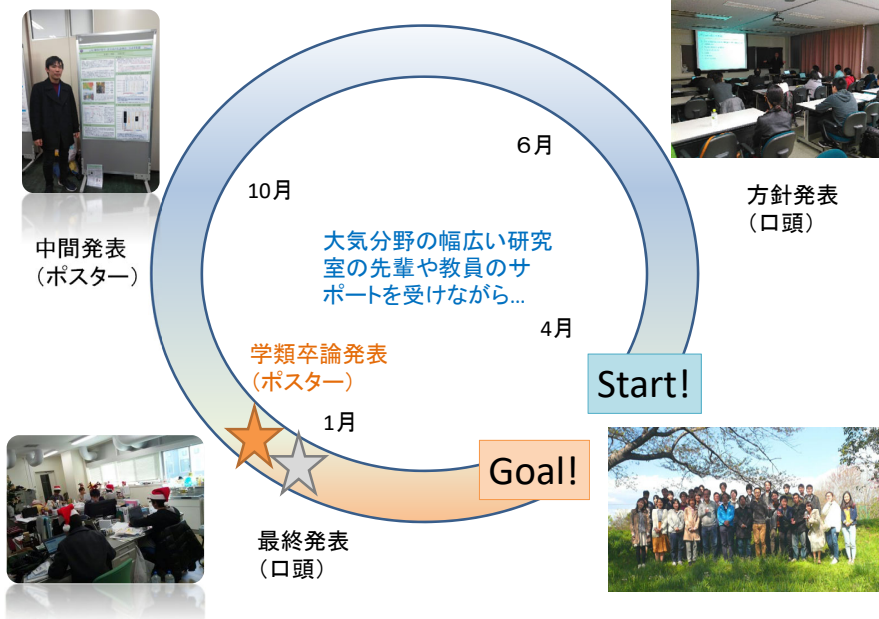 ６月
10月
方針発表
（口頭）
中間発表
（ポスター）
大気分野の幅広い研究
室の先輩や教員のサ
ポートを受けながら…
4月
学類卒論発表
（ポスター）
Start!
1月
Goal!
最終発表
（口頭）